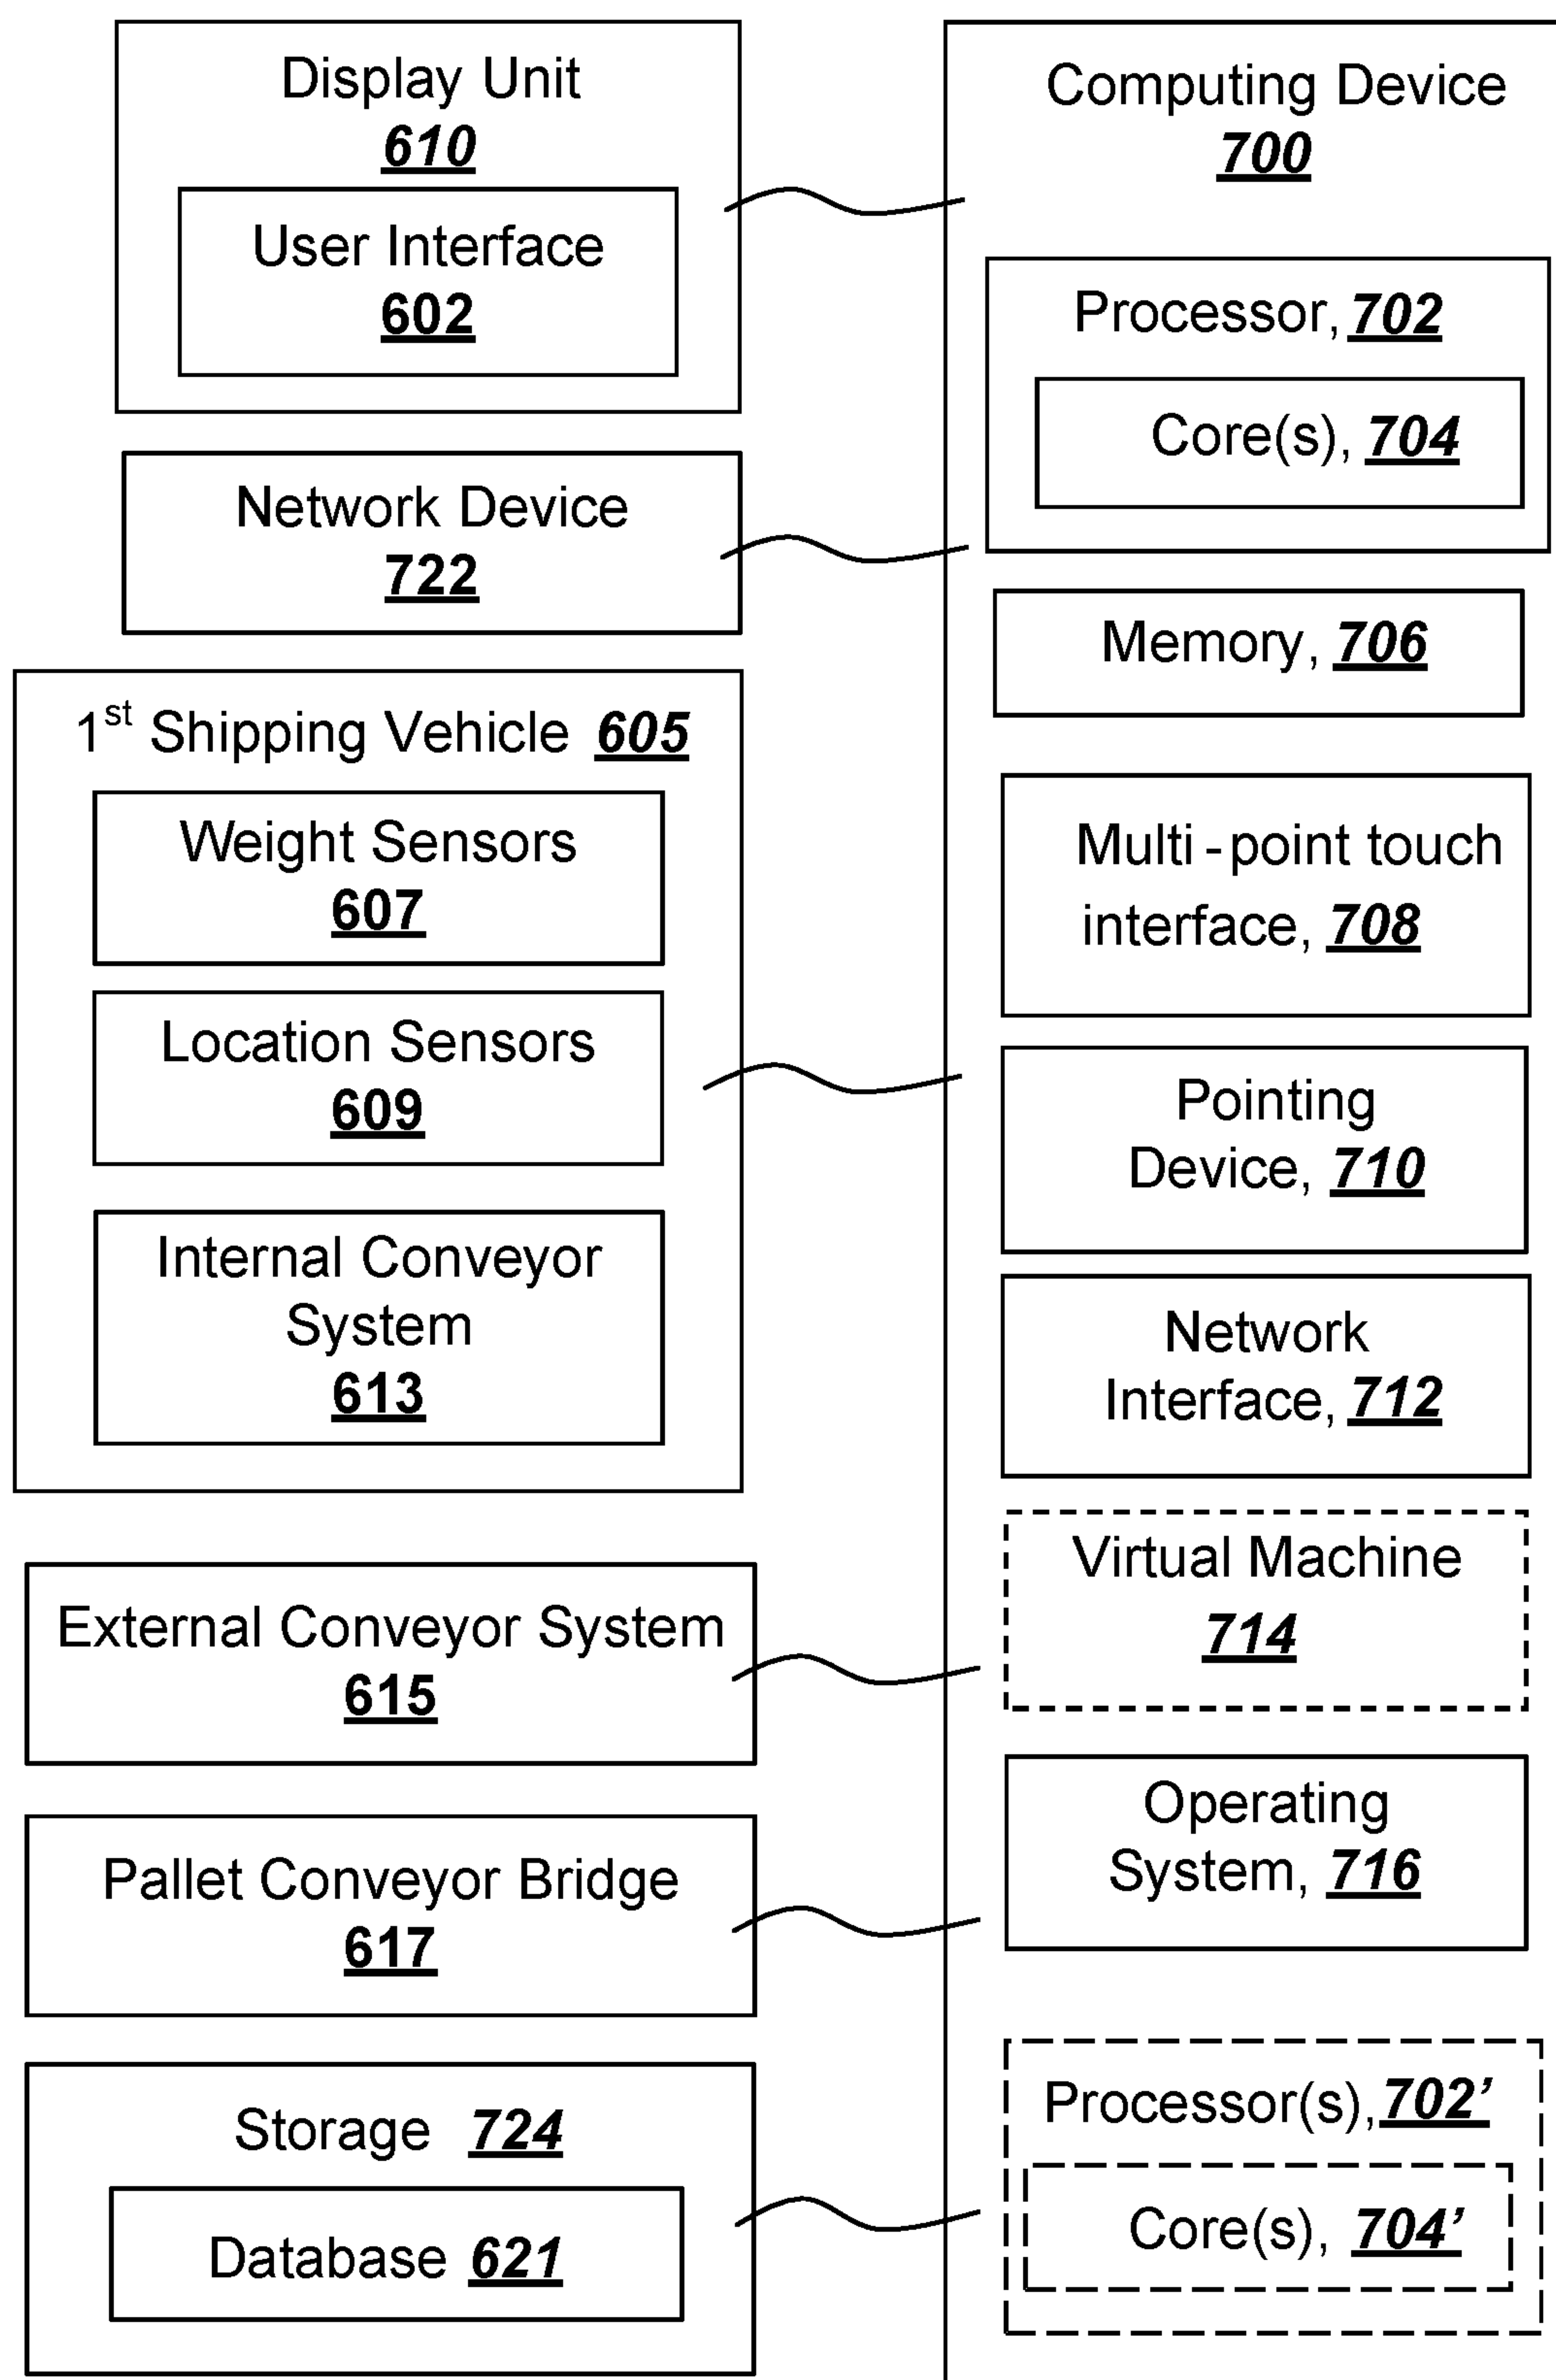 Display Unit
610
User Interface
602
Network Device
722
1st Shipping Vehicle 605
Weight Sensors
607
Location Sensors
609
Internal Conveyor
System
613
External Conveyor System
615
Pallet Conveyor Bridge
617
Storage 724
Database 621
Computing Device
700
Processor, 702
Core(s), 704
Memory, 706
Multi-point touch
interface, 708
Pointing
Device, 710
Network
Interface, 712
Virtual Machine
714
Operating
System, 716
Processor(s), 702’
Core(s), 704’